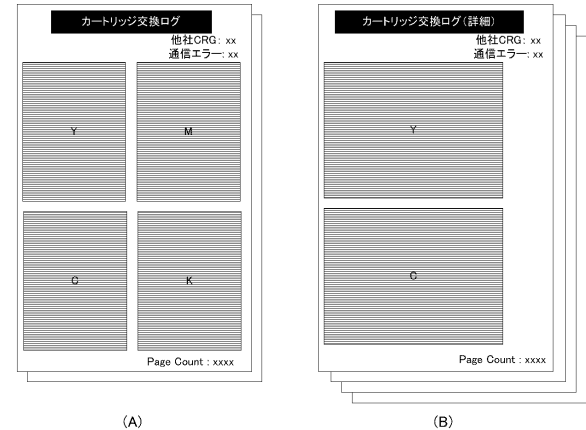 カートリッジ交換ログ
他社CRG: xx
通信エラー: xx
Y
M
C
K
Page Count : xxxx
(A)
カートリッジ交換ログ(詳細)
他社CRG: xx
通信エラー: xx
Y
C
Page Count : xxxx
(B)